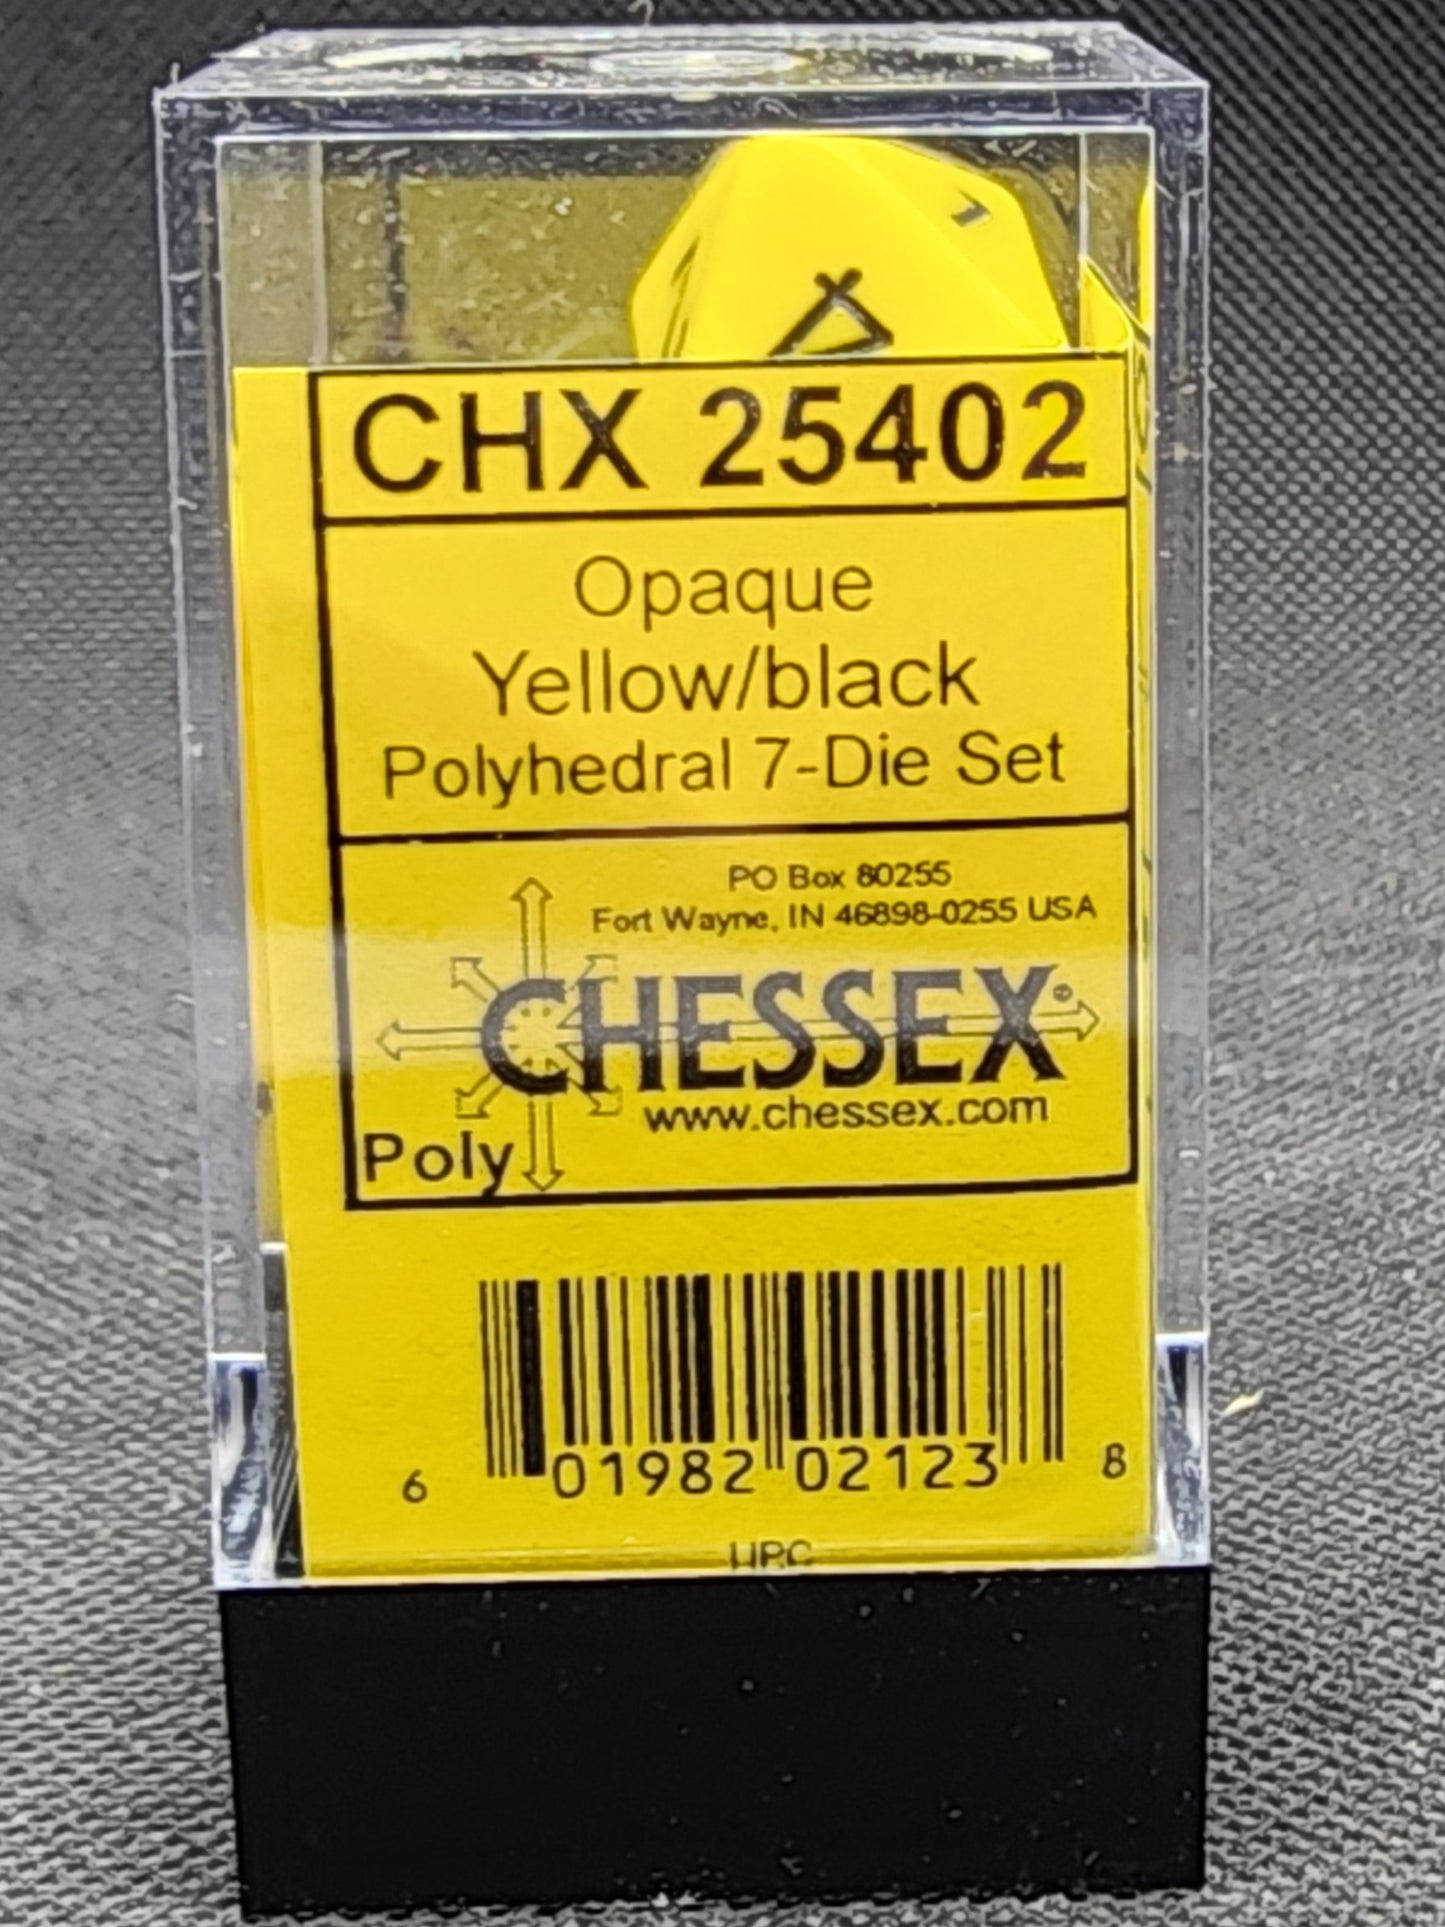 CHX 25402
Opaque
Yellow/black
Polyhedral 7-Die Set
PO Box 80255
Fort Wayne, IN 46898-0255 USA
CHESSEX®
www.chessex.com
Poly
6 01982 02123 8
UPC